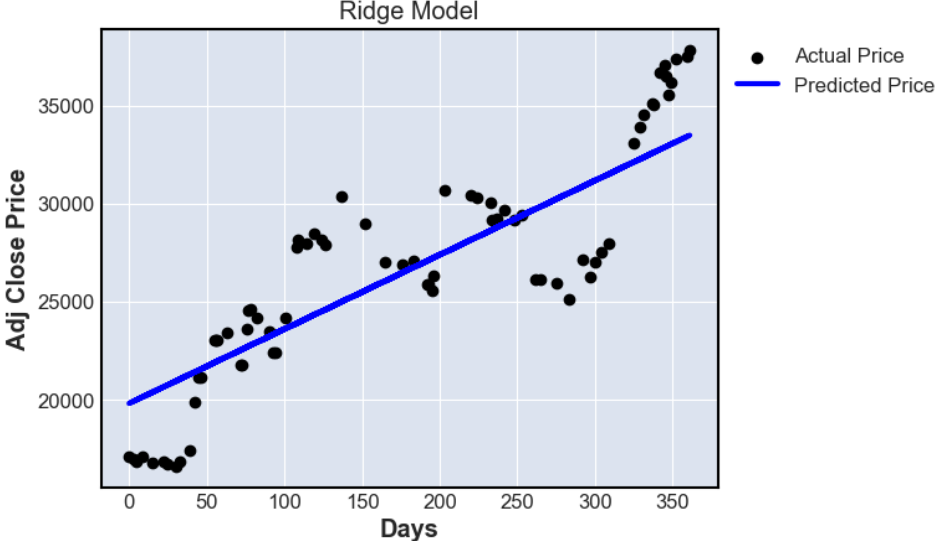 Ridge Model
Actual Price
Predicted Price
Adj Close Price
35000
30000
25000
20000
0 50 100 150 200 250 300 350
Days